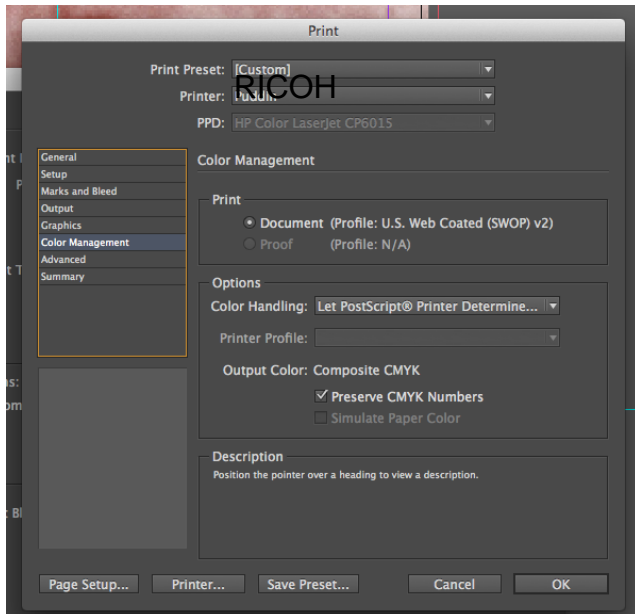 Print
Print Preset: [Custom]
RICOH
Printer: Puddin
PPD: HP Color LaserJet CP6015
General
Setup
Marks and Bleed
Output
Graphics
Color Management
Advanced
Summary
Color Management
Print
Document (Profile: U.S. Web Coated (SWOP) v2)
Proof (Profile: N/A)
Options
Color Handling: Let PostScript® Printer Determine...
Printer Profile:
Output Color: Composite CMYK
Preserve CMYK Numbers
Simulate Paper Color
Description
Position the pointer over a heading to view a description.
Page Setup... Printer... Save Preset... Cancel OK